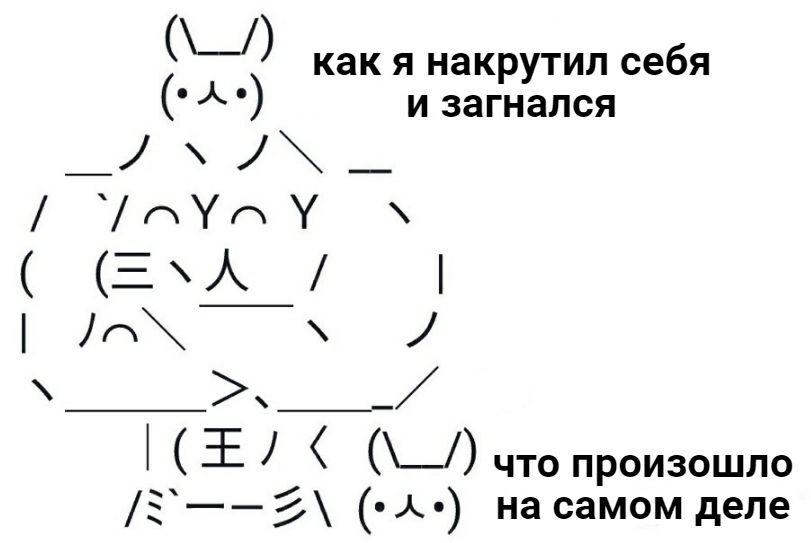 как я накрутил себя
и загнался
что произошло
на самом деле